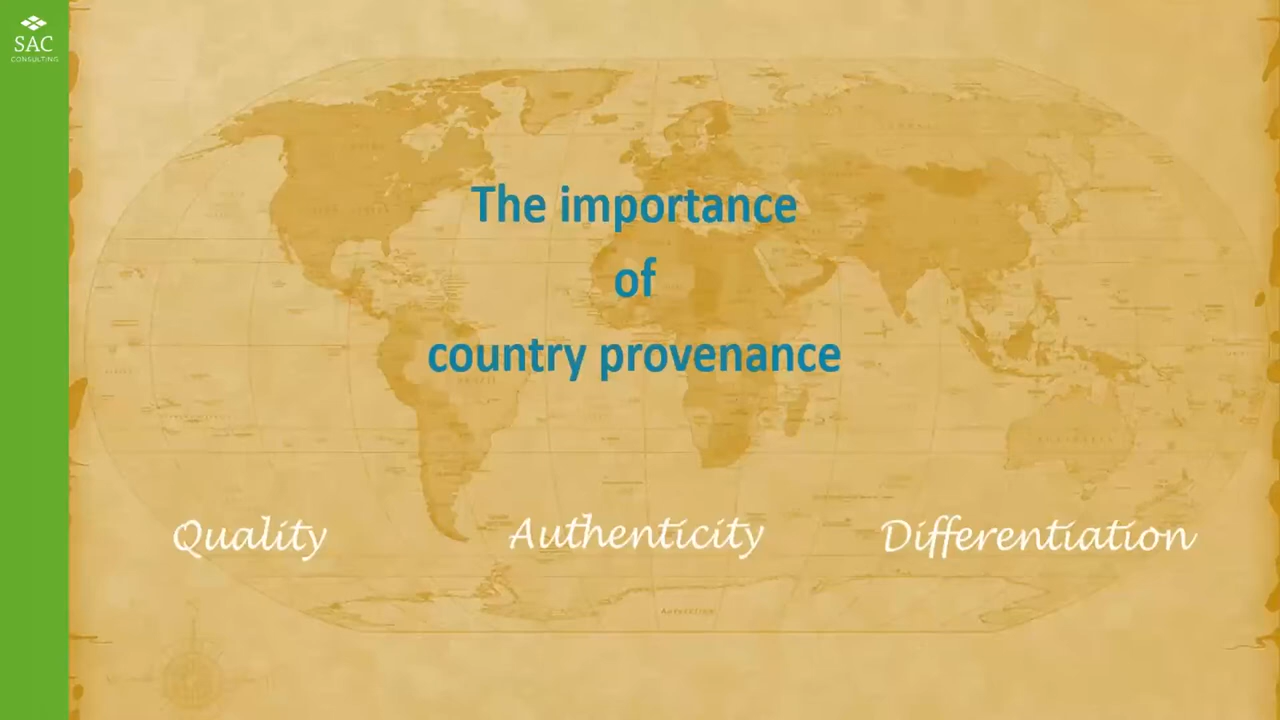 SAC
CONSULTING
The importance
of
country provenance
Quality
Authenticity
Differentiation